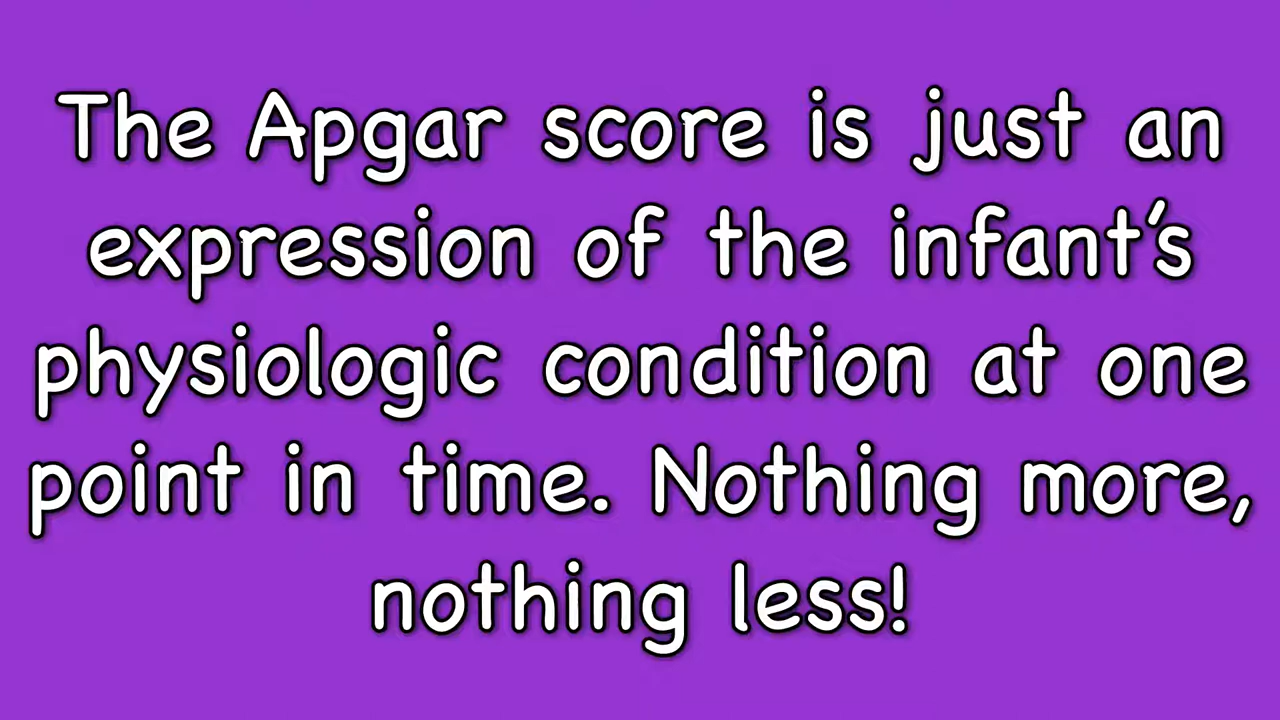 The Apgar score is just an
expression of the infant’s
physiologic condition at one
point in time. Nothing more,
nothing less!